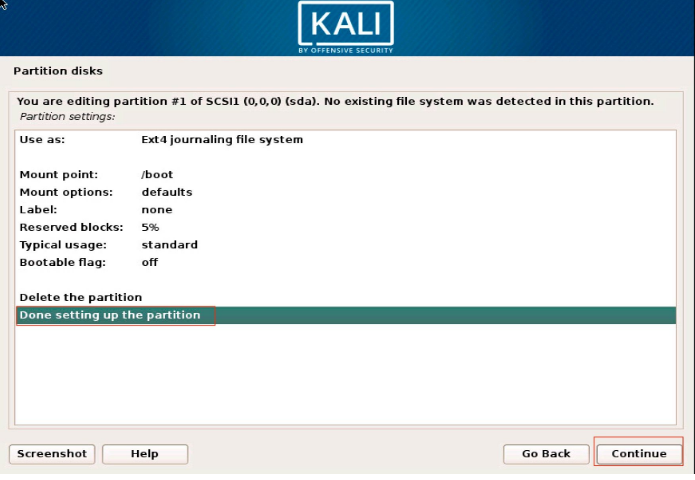 KALI
BY OFFENSIVE SECURITY
Partition disks
You are editing partition #1 of SCSI1 (0,0,0) (sda). No existing file system was detected in this partition.
Partition settings:
Use as: Ext4 journaling file system
Mount point: /boot
Mount options: defaults
Label: none
Reserved blocks: 5%
Typical usage: standard
Bootable flag: off
Delete the partition
Done setting up the partition
Screenshot Help Go Back Continue